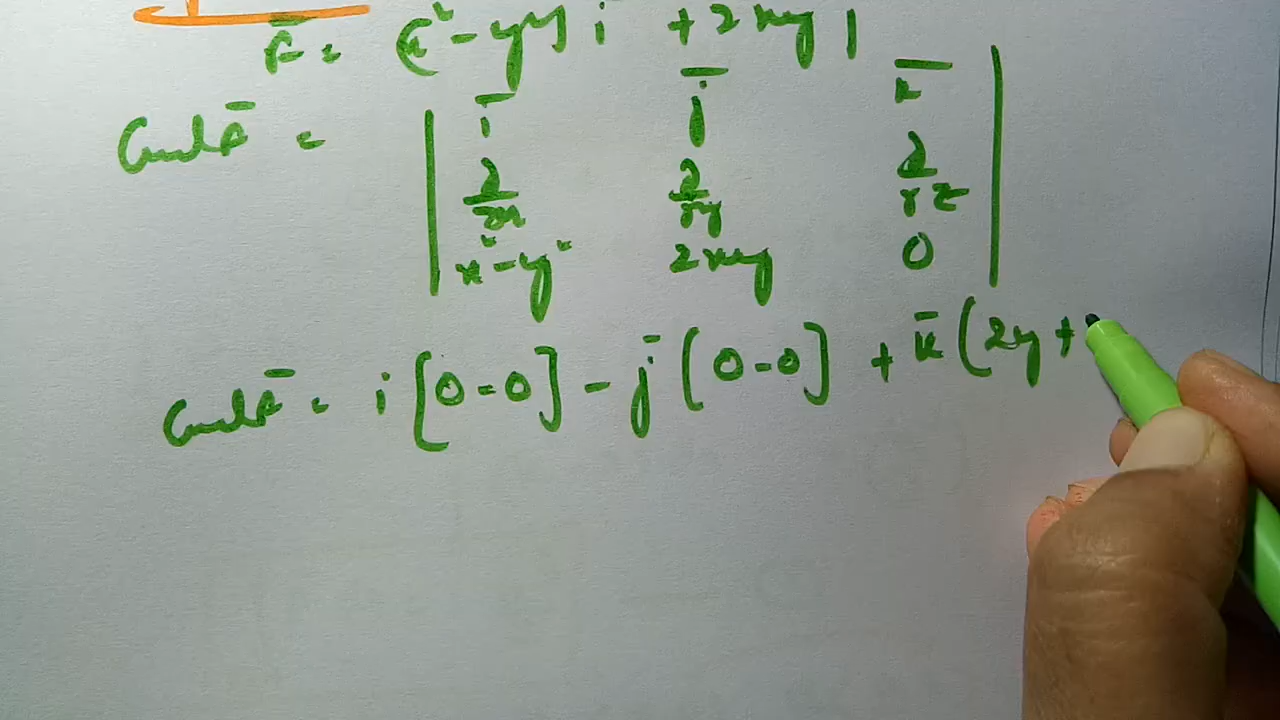 F̅ = (x² - y²) i + 2xy j
Curl F̅ = | i̅ j̅ k̅ |
| ∂/∂x ∂/∂y ∂/∂z |
| x² - y² 2xy 0 |
Curl F̅ = i [0 - 0] - j̅ [0 - 0] + k̅ (2y +